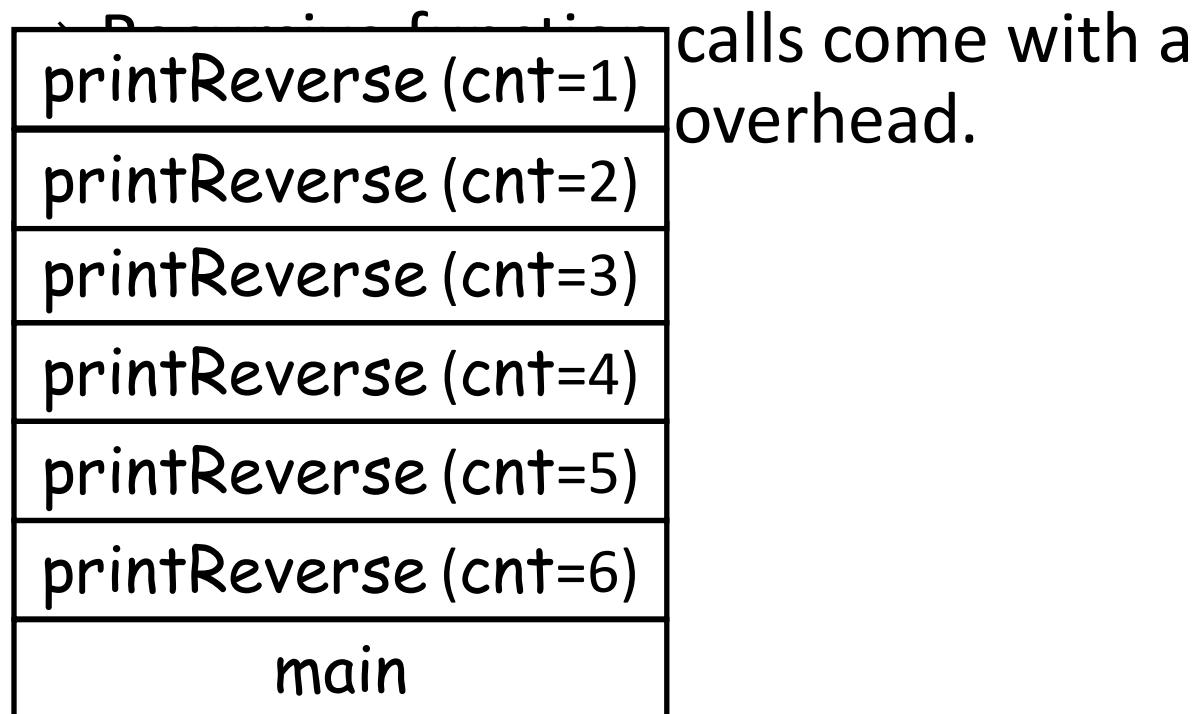 calls come with a
overhead.
printReverse (cnt=1)
printReverse (cnt=2)
printReverse (cnt=3)
printReverse (cnt=4)
printReverse (cnt=5)
printReverse (cnt=6)
main